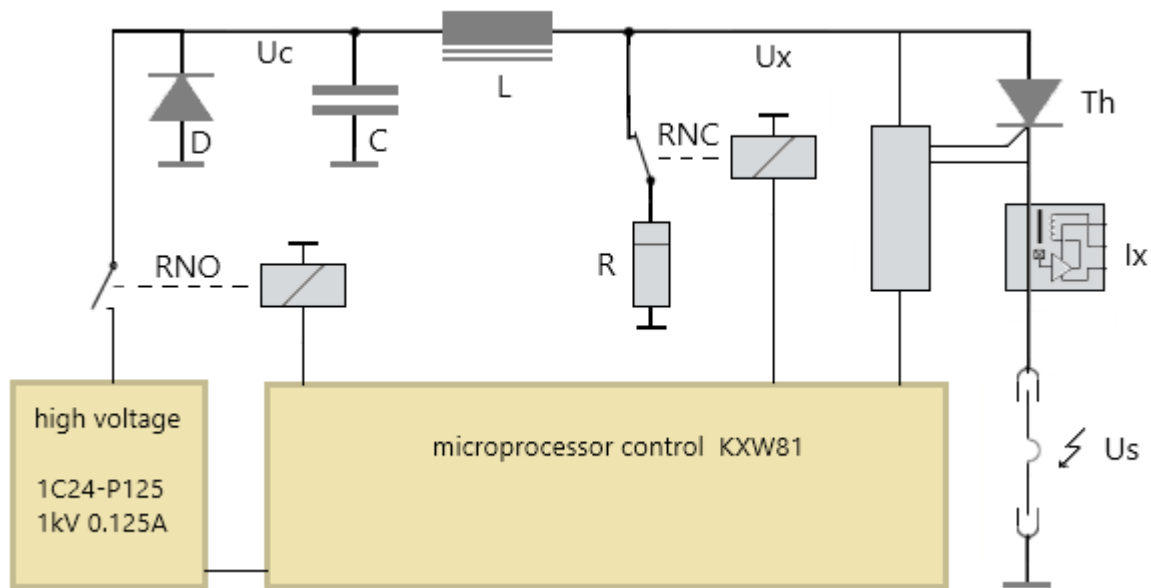 Uc
L
Ux
Th
D
C
RNC
RNO
R
Ix
high voltage
1C24-P125
1kV 0.125A
microprocessor control KXW81
Us